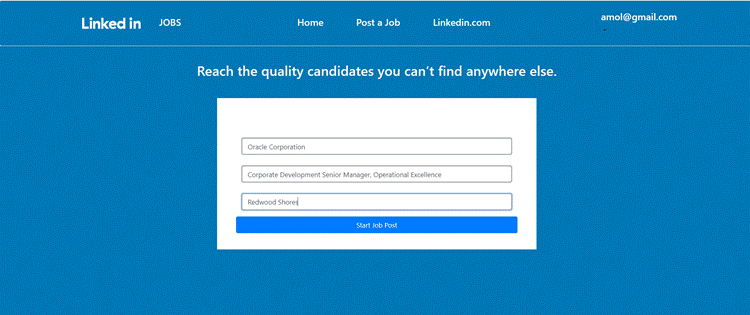 Linked in JOBS Home Post a Job Linkedin.com amol@gmail.com
Reach the quality candidates you can't find anywhere else.
Oracle Corporation
Corporate Development Senior Manager, Operational Excellence
Redwood Shores
Start Job Post